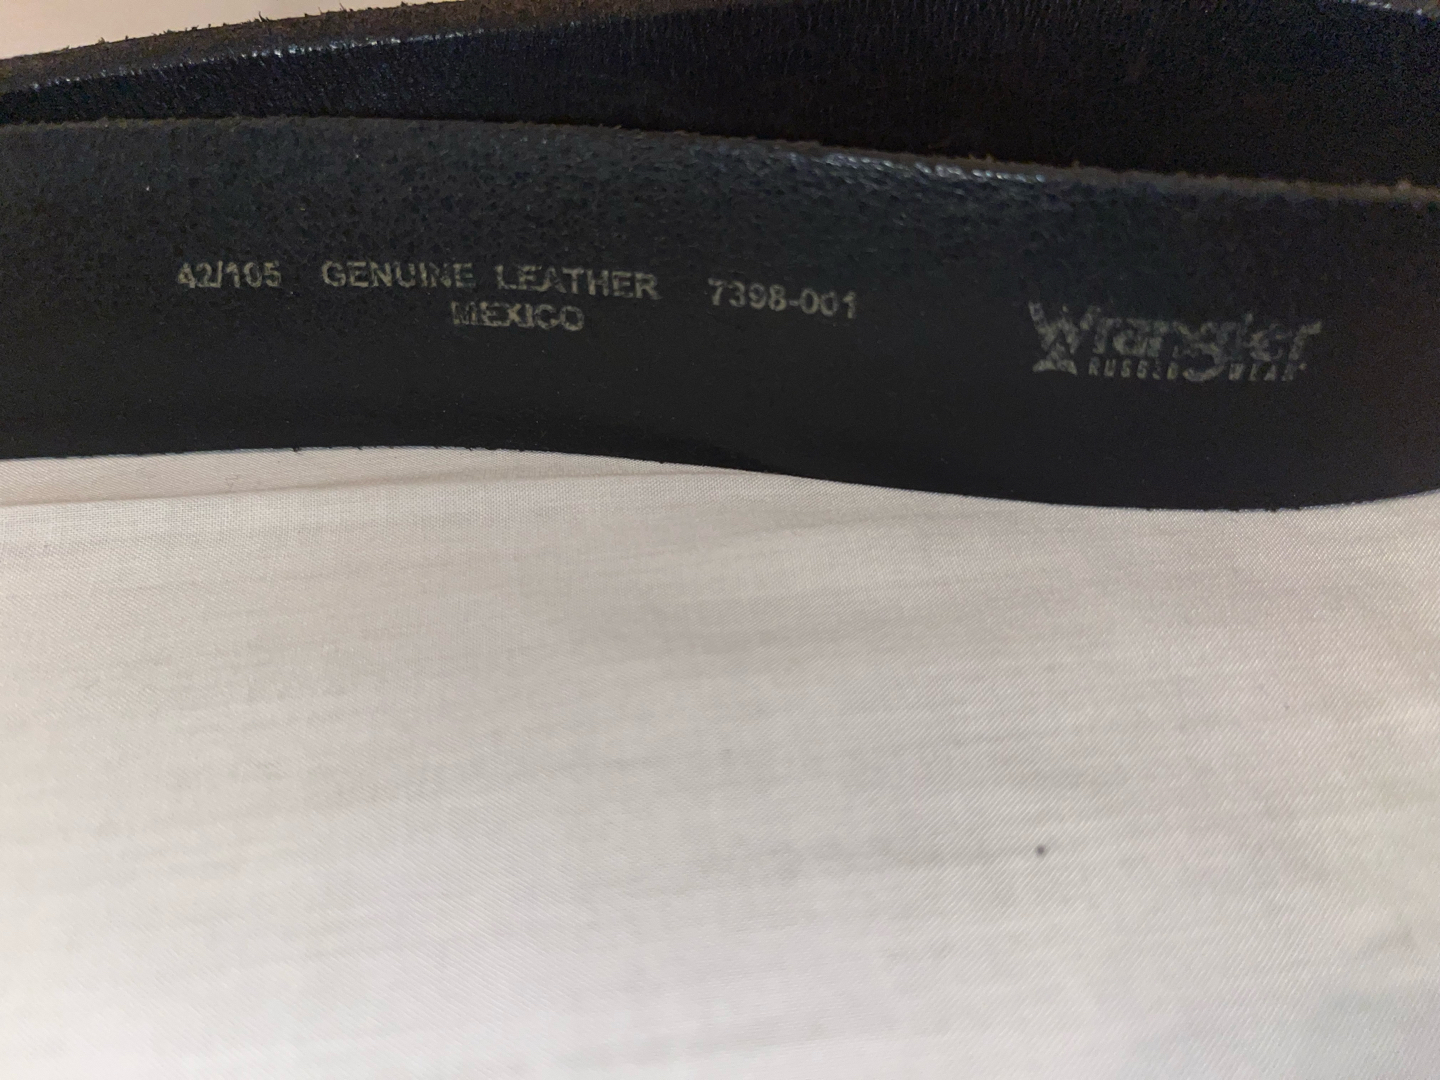 42/105 GENUINE LEATHER 7398-001
MEXICO
Wrangler
RUGGED WEAR